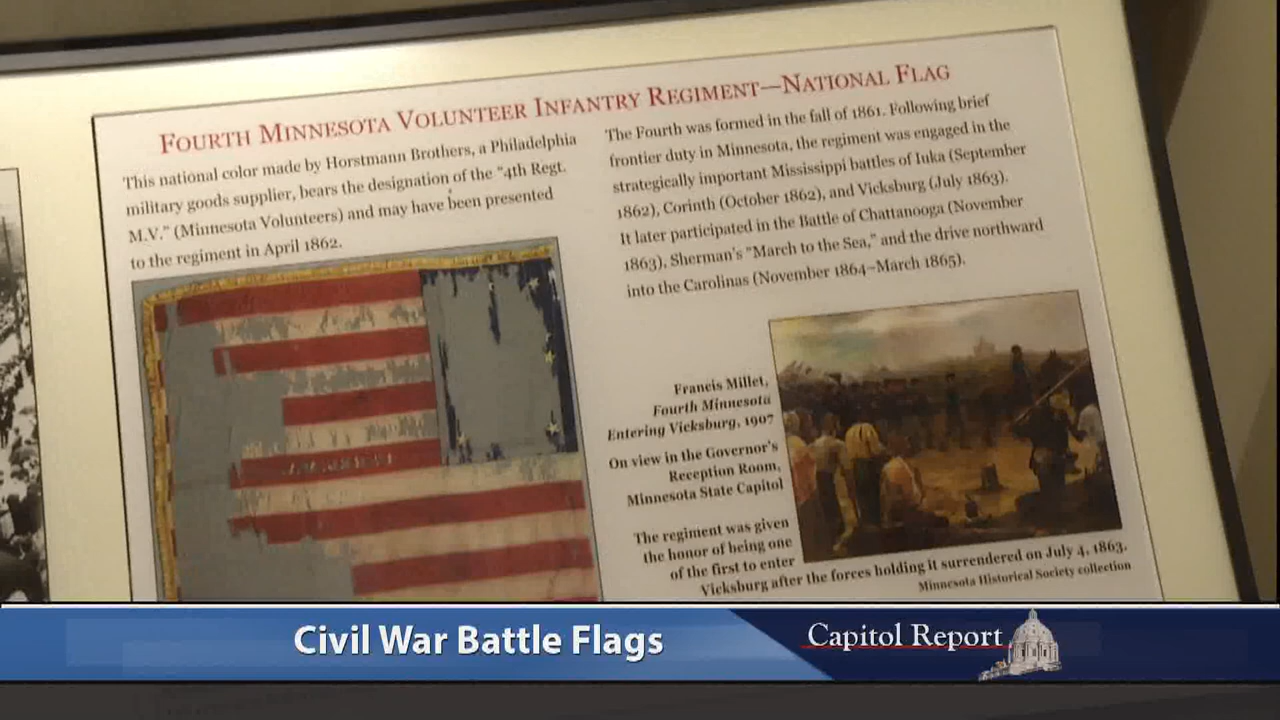 FOURTH MINNESOTA VOLUNTEER INFANTRY REGIMENT—NATIONAL FLAG
This national color made by Horstmann Brothers, a Philadelphia
military goods supplier, bears the designation of the "4th Regt.
M.V." (Minnesota Volunteers) and may have been presented
to the regiment in April 1862.
The Fourth was formed in the fall of 1861. Following brief
frontier duty in Minnesota, the regiment was engaged in the
strategically important Mississippi battles of Iuka (September
1862), Corinth (October 1862), and Vicksburg (July 1863).
It later participated in the Battle of Chattanooga (November
1863), Sherman's "March to the Sea," and the drive northward
into the Carolinas (November 1864–March 1865).
Francis Millet,
Fourth Minnesota
Entering Vicksburg, 1907
On view in the Governor's
Reception Room,
Minnesota State Capitol
The regiment was given
the honor of being one
of the first to enter
Vicksburg after the forces holding it surrendered on July 4, 1863.
Minnesota Historical Society collection
Civil War Battle Flags
Capitol Report